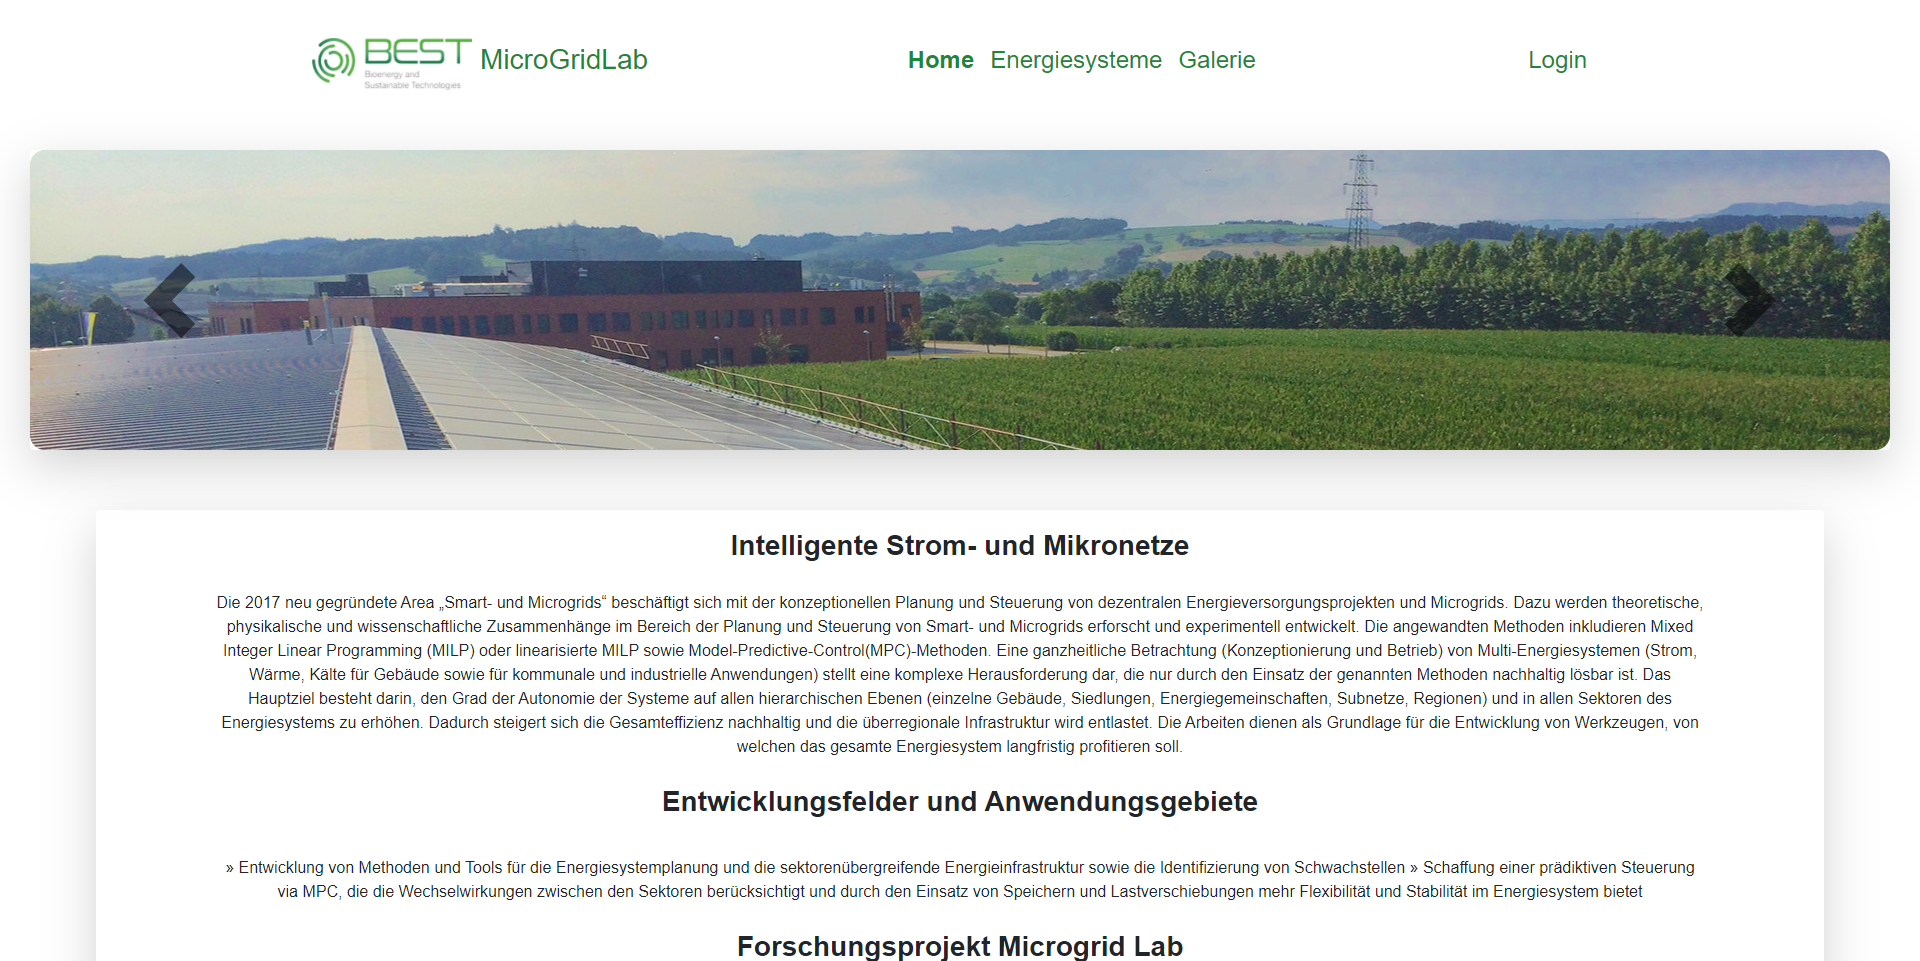 BEST
Bioenergy and
Sustainable Technologies
MicroGridLab
Home Energiesysteme Galerie
Login
Intelligente Strom- und Mikronetze
Die 2017 neu gegründete Area „Smart- und Microgrids“ beschäftigt sich mit der konzeptionellen Planung und Steuerung von dezentralen Energieversorgungsprojekten und Microgrids. Dazu werden theoretische,
physikalische und wissenschaftliche Zusammenhänge im Bereich der Planung und Steuerung von Smart- und Microgrids erforscht und experimentell entwickelt. Die angewandten Methoden inkludieren Mixed
Integer Linear Programming (MILP) oder linearisierte MILP sowie Model-Predictive-Control(MPC)-Methoden. Eine ganzheitliche Betrachtung (Konzeptionierung und Betrieb) von Multi-Energiesystemen (Strom,
Wärme, Kälte für Gebäude sowie für kommunale und industrielle Anwendungen) stellt eine komplexe Herausforderung dar, die nur durch den Einsatz der genannten Methoden nachhaltig lösbar ist. Das
Hauptziel besteht darin, den Grad der Autonomie der Systeme auf allen hierarchischen Ebenen (einzelne Gebäude, Siedlungen, Energiegemeinschaften, Subnetze, Regionen) und in allen Sektoren des
Energiesystems zu erhöhen. Dadurch steigert sich die Gesamteffizienz nachhaltig und die überregionale Infrastruktur wird entlastet. Die Arbeiten dienen als Grundlage für die Entwicklung von Werkzeugen, von
welchen das gesamte Energiesystem langfristig profitieren soll.
Entwicklungsfelder und Anwendungsgebiete
» Entwicklung von Methoden und Tools für die Energiesystemplanung und die sektorenübergreifende Energieinfrastruktur sowie die Identifizierung von Schwachstellen » Schaffung einer prädiktiven Steuerung
via MPC, die die Wechselwirkungen zwischen den Sektoren berücksichtigt und durch den Einsatz von Speichern und Lastverschiebungen mehr Flexibilität und Stabilität im Energiesystem bietet
Forschungsprojekt Microgrid Lab